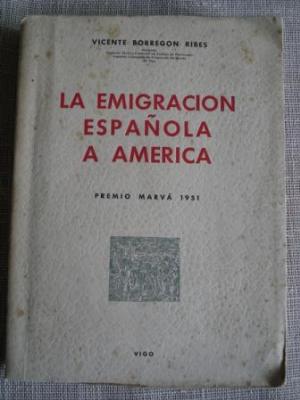 VICENTE BORREGON RIBES
LA EMIGRACION
ESPAÑOLA
A AMERICA
PREMIO MARVÁ 1951
VIGO